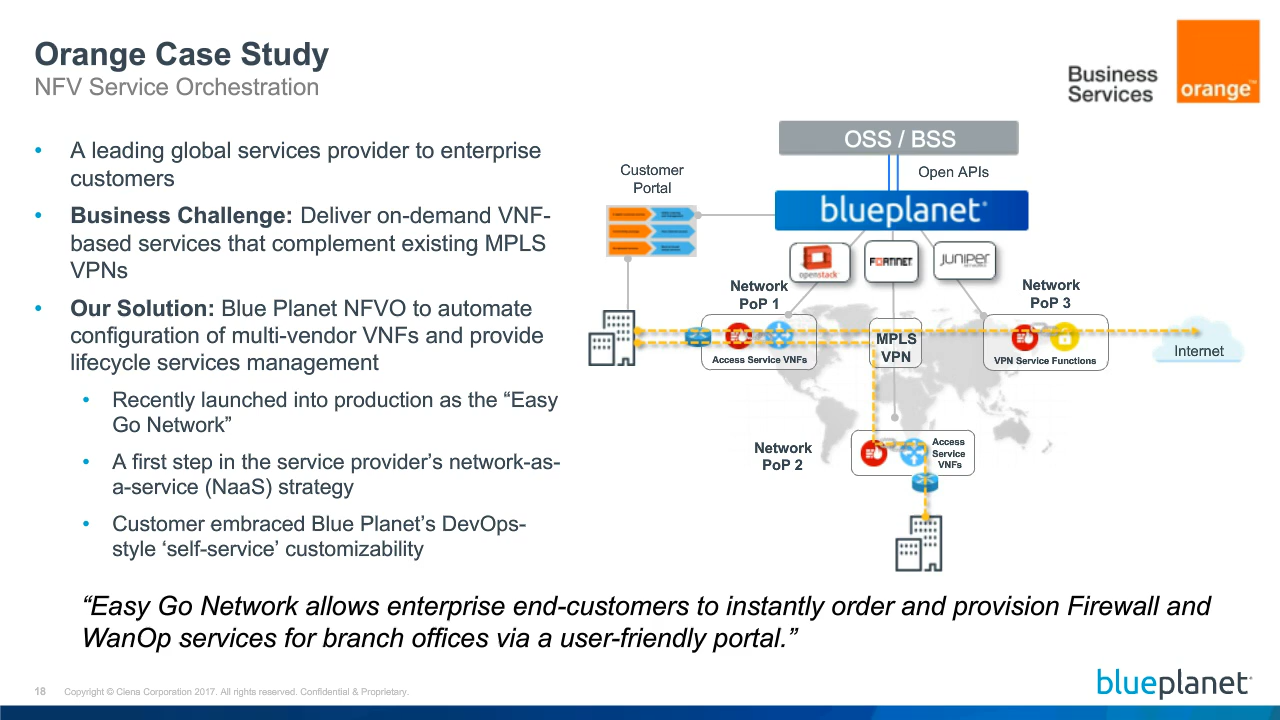 Orange Case Study
NFV Service Orchestration
Business
Services
orange™
• A leading global services provider to enterprise
customers
• Business Challenge: Deliver on-demand VNF-
based services that complement existing MPLS
VPNs
• Our Solution: Blue Planet NFVO to automate
configuration of multi-vendor VNFs and provide
lifecycle services management
• Recently launched into production as the “Easy
Go Network”
• A first step in the service provider’s network-as-
a-service (NaaS) strategy
• Customer embraced Blue Planet’s DevOps-
style ‘self-service’ customizability
OSS / BSS
Open APIs
Customer
Portal
blueplanet
openstack
FORTINET
JUNIPER
NETWORKS
Network
PoP 1
Network
PoP 3
Access Service VNFs
MPLS
VPN
VPN Service Functions
Internet
Network
PoP 2
Access
Service
VNFs
“Easy Go Network allows enterprise end-customers to instantly order and provision Firewall and
WanOp services for branch offices via a user-friendly portal.”
18 Copyright © Ciena Corporation 2017. All rights reserved. Confidential & Proprietary.
blueplanet